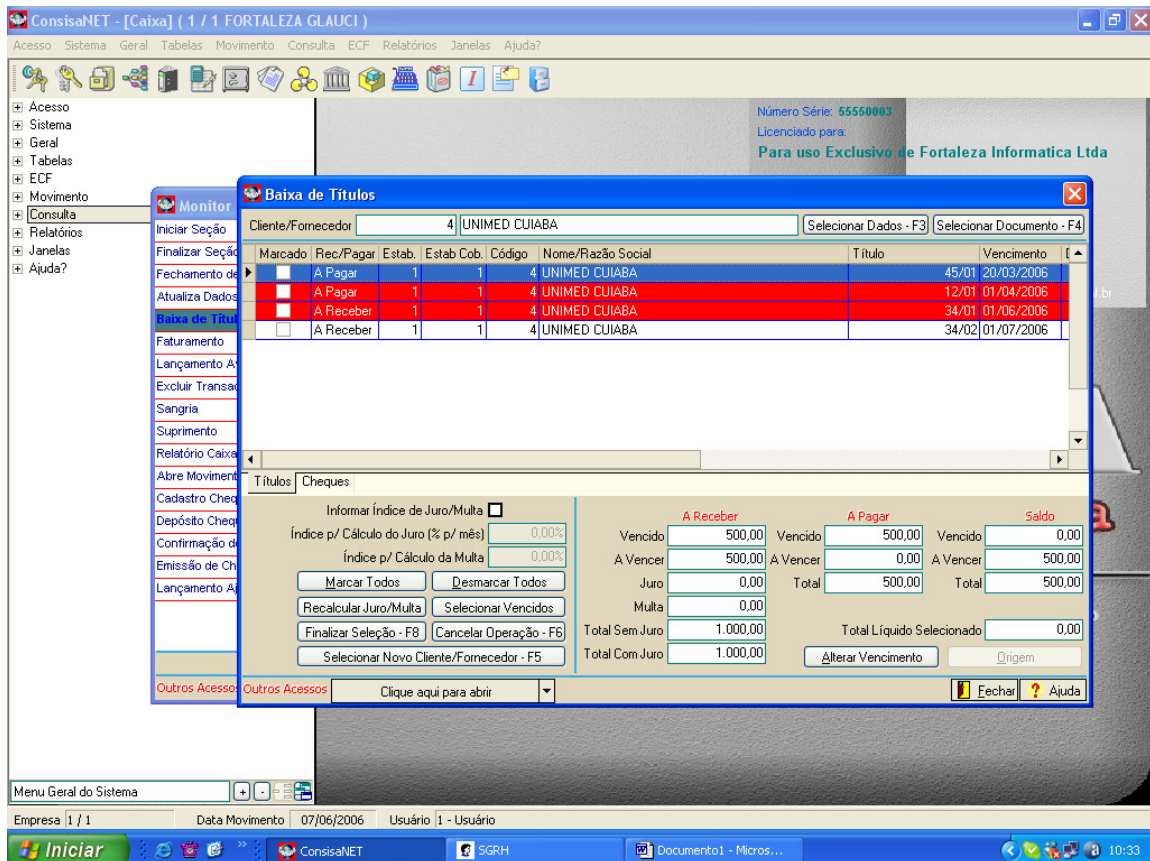 ConsisaNET - [Caixa] ( 1 / 1 FORTALEZA GLAUCI )
Acesso Sistema Geral Tabelas Movimento Consulta ECF Relatórios Janelas Ajuda?
Acesso
Sistema
Geral
Tabelas
ECF
Movimento
Consulta
Relatórios
Janelas
Ajuda?
Número Série: 55550003
Licenciado para:
Para uso Exclusivo de Fortaleza Informatica Ltda
Monitor
Iniciar Seção
Finalizar Seção
Fechamento de
Atualiza Dados
Baixa de Títul
Faturamento
Lançamento Av
Excluir Transaç
Sangria
Suprimento
Relatório Caixa
Abre Moviment
Cadastro Cheq
Depósito Chequ
Confirmação de
Emissão de Ch
Lançamento Aj
Outros Acessos
Baixa de Títulos
Cliente/Fornecedor 4 UNIMED CUIABA Selecionar Dados - F3 Selecionar Documento - F4
Marcado Rec/Pagar Estab. Estab Cob. Código Nome/Razão Social Título Vencimento
A Pagar 1 1 4 UNIMED CUIABA 45/01 20/03/2006
A Pagar 1 1 4 UNIMED CUIABA 12/01 01/04/2006
A Receber 1 1 4 UNIMED CUIABA 34/01 01/06/2006
A Receber 1 1 4 UNIMED CUIABA 34/02 01/07/2006
.br
Títulos Cheques
Informar Índice de Juro/Multa
Índice p/ Cálculo do Juro (% p/ mês) 0,00%
Índice p/ Cálculo da Multa 0,00%
Marcar Todos Desmarcar Todos
Recalcular Juro/Multa Selecionar Vencidos
Finalizar Seleção - F8 Cancelar Operação - F6
Selecionar Novo Cliente/Fornecedor - F5
A Receber A Pagar Saldo
Vencido 500,00 Vencido 500,00 Vencido 0,00
A Vencer 500,00 A Vencer 0,00 A Vencer 500,00
Juro 0,00 Total 500,00 Total 500,00
Multa 0,00
Total Sem Juro 1.000,00 Total Líquido Selecionado 0,00
Total Com Juro 1.000,00 Alterar Vencimento Origem
Outros Acessos Clique aqui para abrir Fechar Ajuda
Menu Geral do Sistema
Empresa 1 / 1 Data Movimento 07/06/2006 Usuário 1 - Usuário
Iniciar ConsisaNET SGRH Documento1 - Micros... 10:33